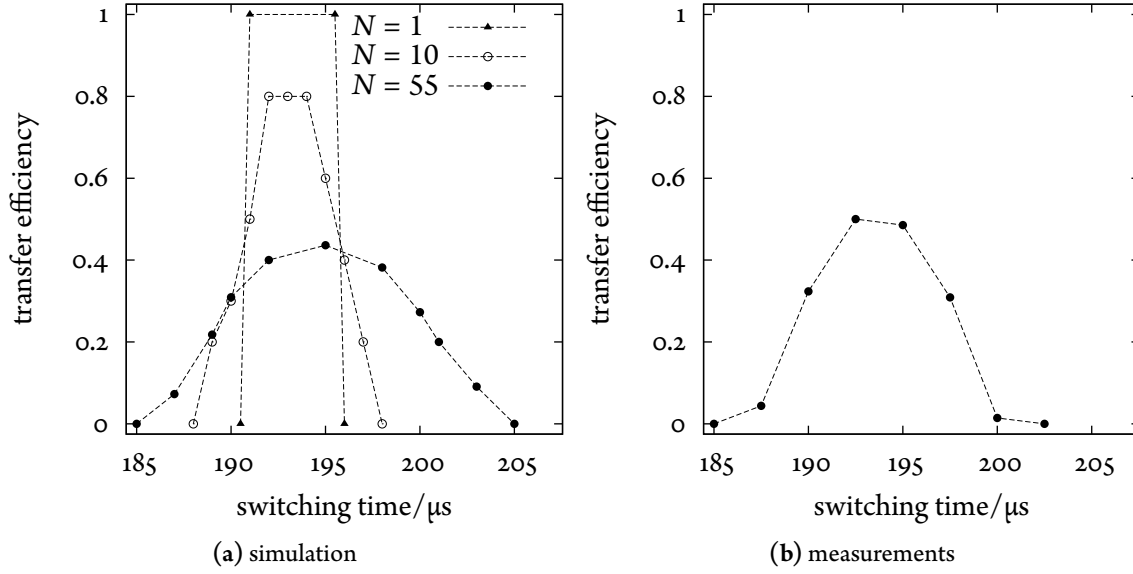 1
0.8
0.6
0.4
0.2
0
transfer efficiency
N = 1
N = 10
N = 55
185 190 195 200 205
switching time/μs
(a) simulation
1
0.8
0.6
0.4
0.2
0
transfer efficiency
185 190 195 200 205
switching time/μs
(b) measurements